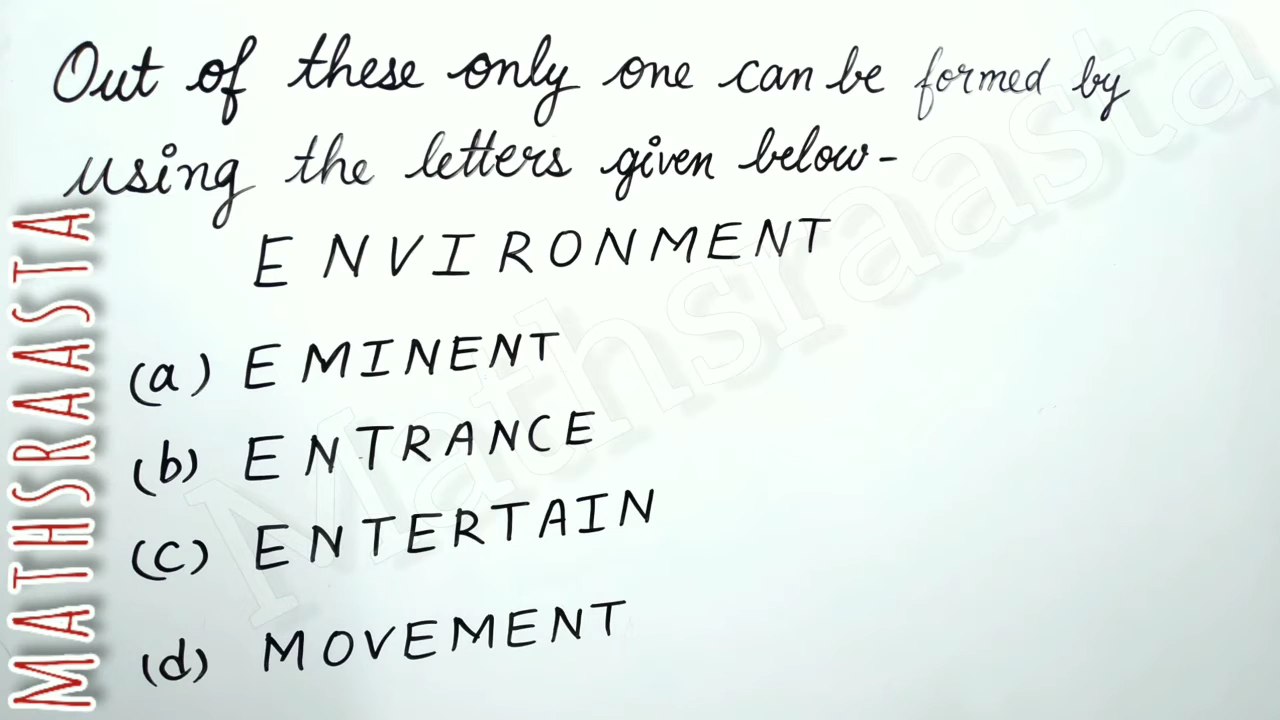 Out of these only one can be formed by
using the letters given below-
ENVIRONMENT
(a) EMINENT
(b) ENTRANCE
(c) ENTERTAIN
(d) MOVEMENT
MATHSRAASTA
Mathsraasta